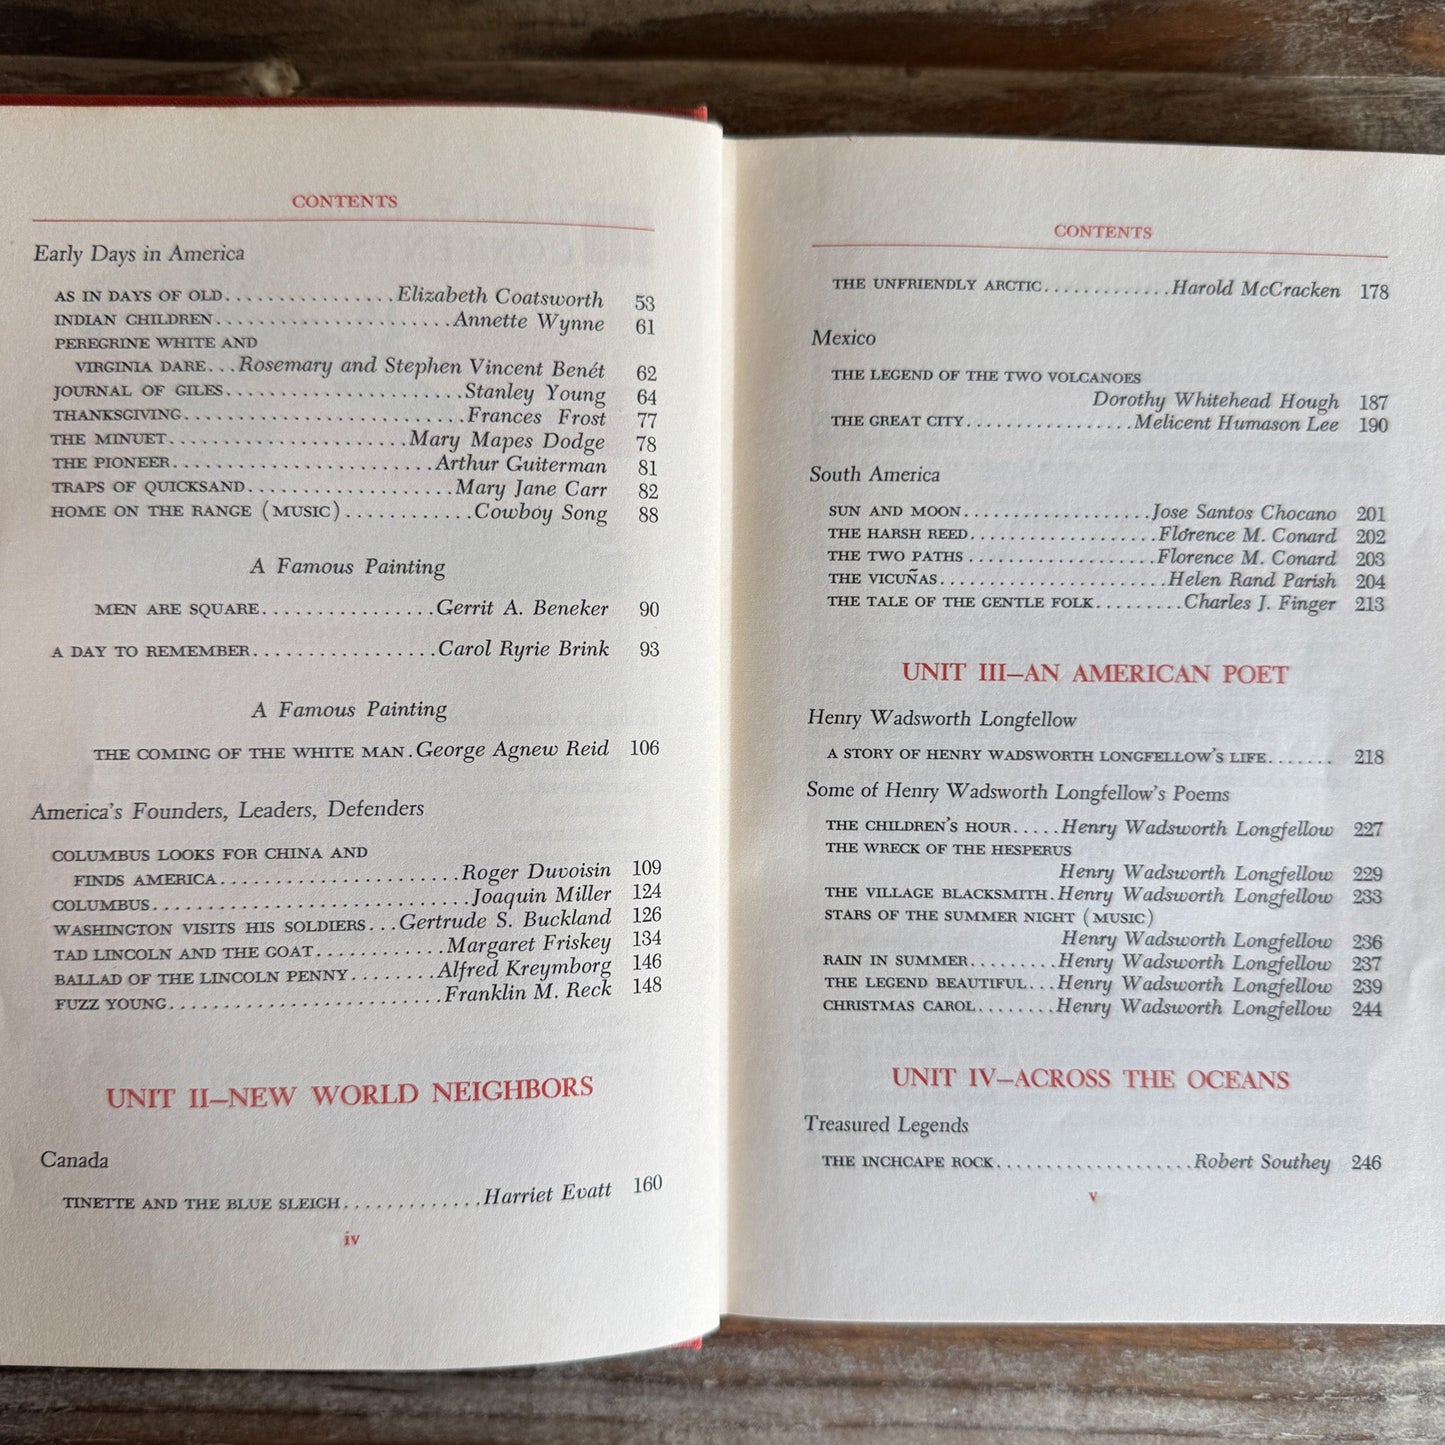 CONTENTS
Early Days in America
AS IN DAYS OF OLD................Elizabeth Coatsworth 53
INDIAN CHILDREN......................Annette Wynne 61
PEREGRINE WHITE AND
VIRGINIA DARE...Rosemary and Stephen Vincent Benét 62
JOURNAL OF GILES......................Stanley Young 64
THANKSGIVING..........................Frances Frost 77
THE MINUET.......................Mary Mapes Dodge 78
THE PIONEER.........................Arthur Guiterman 81
TRAPS OF QUICKSAND....................Mary Jane Carr 82
HOME ON THE RANGE (MUSIC).............Cowboy Song 88
A Famous Painting
MEN ARE SQUARE.................Gerrit A. Beneker 90
A DAY TO REMEMBER..................Carol Ryrie Brink 93
A Famous Painting
THE COMING OF THE WHITE MAN.George Agnew Reid 106
America's Founders, Leaders, Defenders
COLUMBUS LOOKS FOR CHINA AND
FINDS AMERICA.......................Roger Duvoisin 109
COLUMBUS...............................Joaquin Miller 124
WASHINGTON VISITS HIS SOLDIERS...Gertrude S. Buckland 126
TAD LINCOLN AND THE GOAT.............Margaret Friskey 134
BALLAD OF THE LINCOLN PENNY.........Alfred Kreymborg 146
FUZZ YOUNG...........................Franklin M. Reck 148
UNIT II—NEW WORLD NEIGHBORS
Canada
TINETTE AND THE BLUE SLEIGH.............Harriet Evatt 160
iv
CONTENTS
THE UNFRIENDLY ARCTIC.............Harold McCracken 178
Mexico
THE LEGEND OF THE TWO VOLCANOES
Dorothy Whitehead Hough 187
THE GREAT CITY.................Melicent Humason Lee 190
South America
SUN AND MOON...................Jose Santos Chocano 201
THE HARSH REED...................Florence M. Conard 202
THE TWO PATHS...................Florence M. Conard 203
THE VICUÑAS.......................Helen Rand Parish 204
THE TALE OF THE GENTLE FOLK.........Charles J. Finger 213
UNIT III—AN AMERICAN POET
Henry Wadsworth Longfellow
A STORY OF HENRY WADSWORTH LONGFELLOW'S LIFE....... 218
Some of Henry Wadsworth Longfellow's Poems
THE CHILDREN'S HOUR.....Henry Wadsworth Longfellow 227
THE WRECK OF THE HESPERUS
Henry Wadsworth Longfellow 229
THE VILLAGE BLACKSMITH.Henry Wadsworth Longfellow 233
STARS OF THE SUMMER NIGHT (MUSIC)
Henry Wadsworth Longfellow 236
RAIN IN SUMMER.........Henry Wadsworth Longfellow 237
THE LEGEND BEAUTIFUL...Henry Wadsworth Longfellow 239
CHRISTMAS CAROL........Henry Wadsworth Longfellow 244
UNIT IV—ACROSS THE OCEANS
Treasured Legends
THE INCHCAPE ROCK....................Robert Southey 246
v